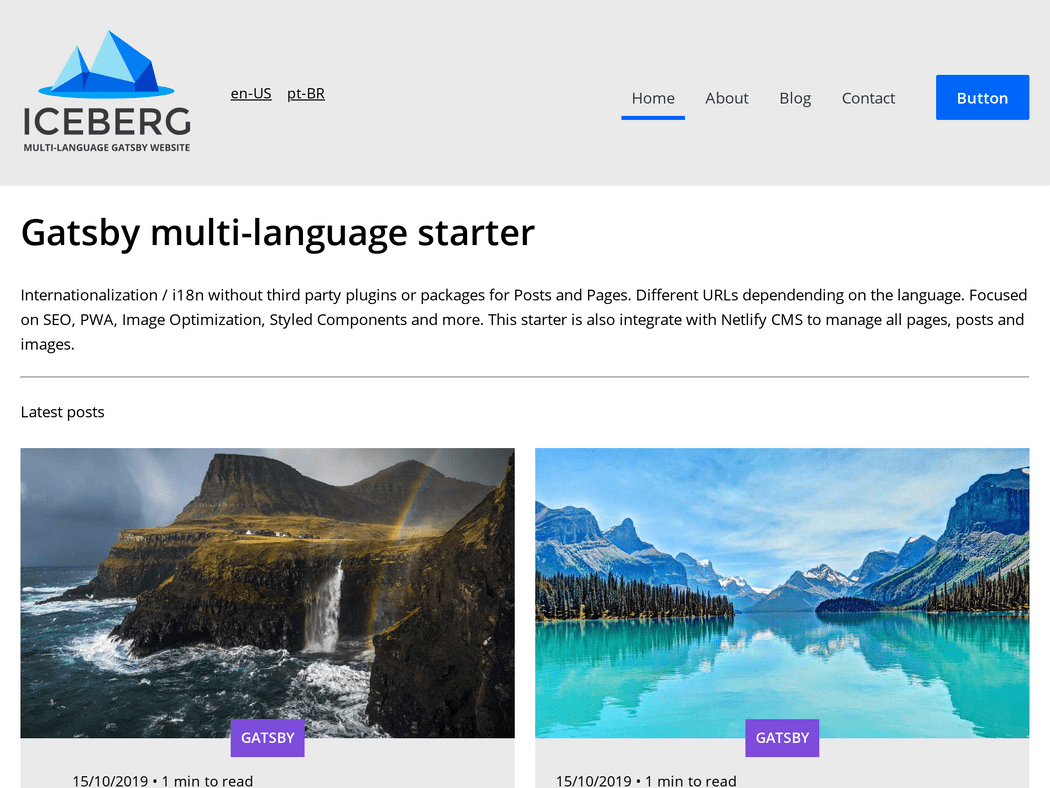 ICEBERG
MULTI-LANGUAGE GATSBY WEBSITE
en-US pt-BR
Home About Blog Contact Button
Gatsby multi-language starter
Internationalization / i18n without third party plugins or packages for Posts and Pages. Different URLs dependending on the language. Focused
on SEO, PWA, Image Optimization, Styled Components and more. This starter is also integrate with Netlify CMS to manage all pages, posts and
images.
Latest posts
GATSBY GATSBY
15/10/2019 • 1 min to read 15/10/2019 • 1 min to read